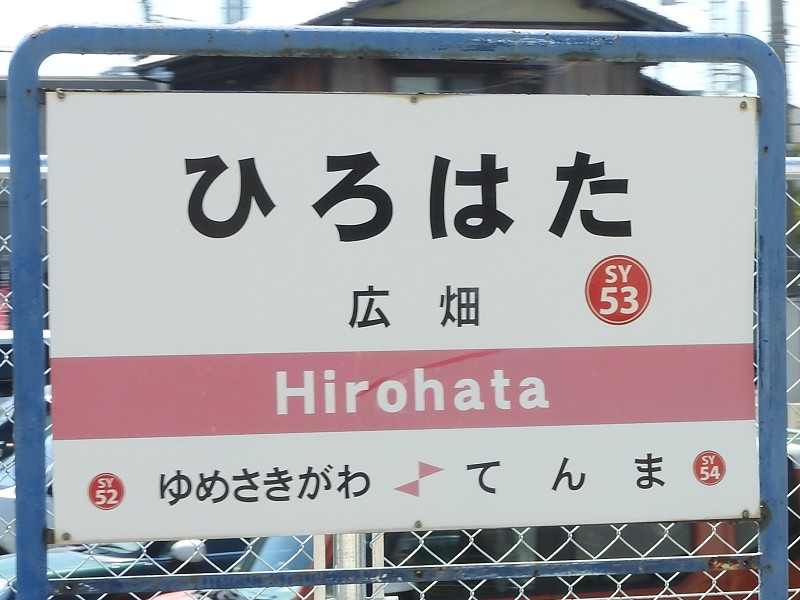 ひろはた
広畑
SY
53
Hirohata
SY
52
ゆめさきがわ
てんま
SY
54